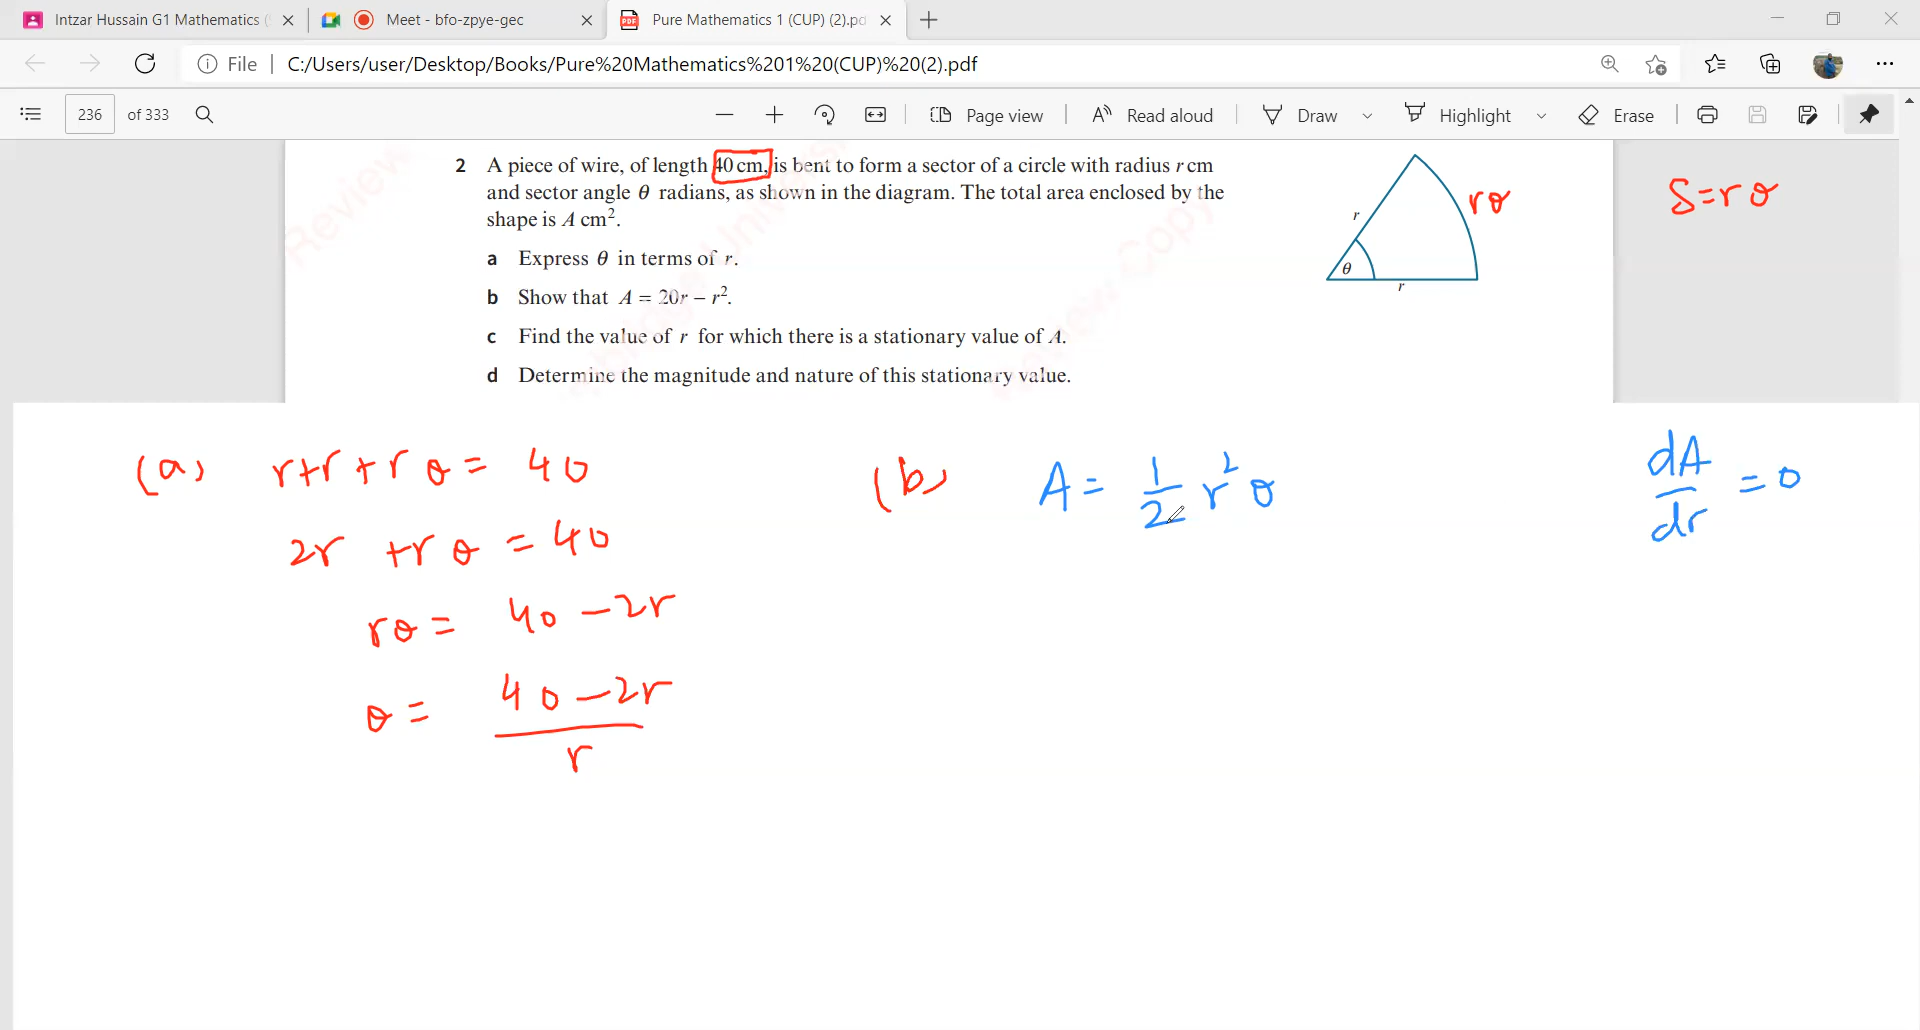 Intzar Hussain G1 Mathematics (
Meet - bfo-zpye-gec
Pure Mathematics 1 (CUP) (2).pd
File | C:/Users/user/Desktop/Books/Pure%20Mathematics%201%20(CUP)%20(2).pdf
236 of 333
Page view
Read aloud
Draw
Highlight
Erase
2 A piece of wire, of length 40 cm, is bent to form a sector of a circle with radius r cm
and sector angle θ radians, as shown in the diagram. The total area enclosed by the
shape is A cm².
a Express θ in terms of r.
b Show that A = 20r – r².
c Find the value of r for which there is a stationary value of A.
d Determine the magnitude and nature of this stationary value.
r
θ
r
rθ
S=rθ
Review
Review Copy
(a) r+r+rθ = 40
2r +rθ = 40
rθ = 40 −2r
θ = 40 −2r
r
(b) A = 1/2 r² θ
dA/dr = 0